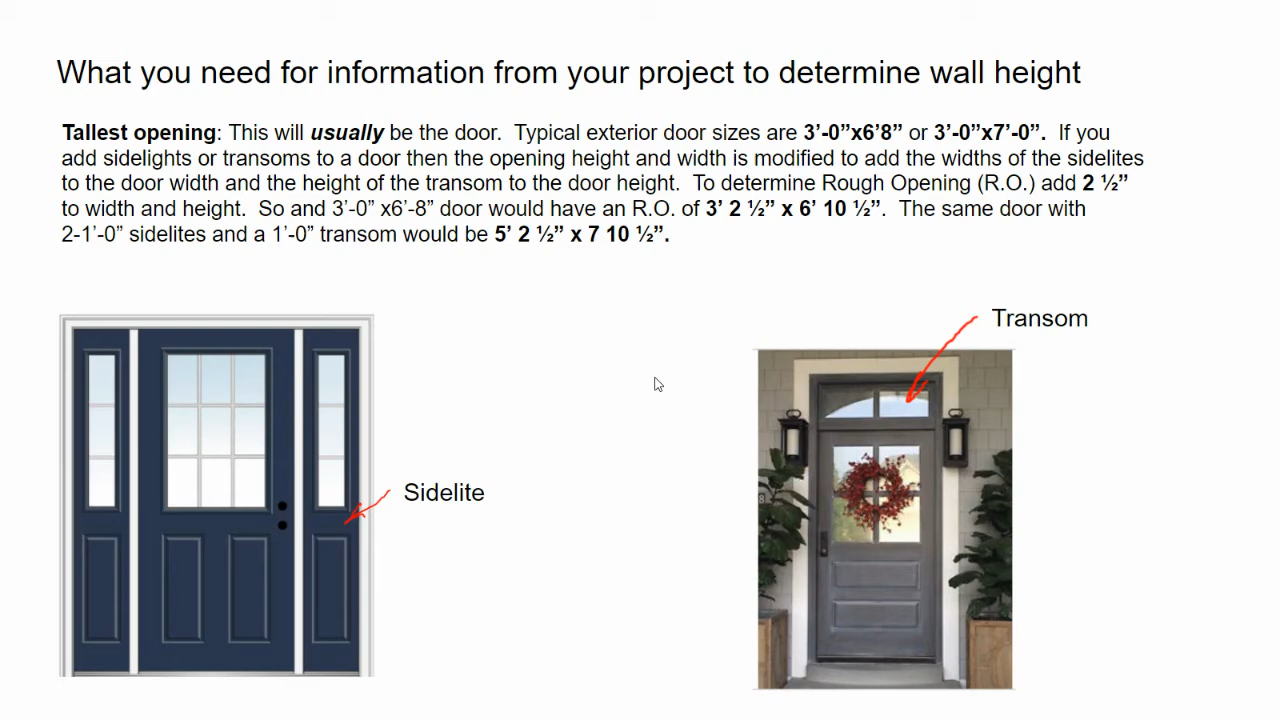 What you need for information from your project to determine wall height
Tallest opening: This will usually be the door.  Typical exterior door sizes are 3’-0”x6’8” or 3’-0”x7’-0”.  If you
add sidelights or transoms to a door then the opening height and width is modified to add the widths of the sidelites
to the door width and the height of the transom to the door height.  To determine Rough Opening (R.O.) add 2 ½”
to width and height.  So and 3’-0” x6’-8” door would have an R.O. of 3’ 2 ½” x 6’ 10 ½”.  The same door with
2-1’-0” sidelites and a 1’-0” transom would be 5’ 2 ½” x 7 10 ½”.
Transom
Sidelite
8